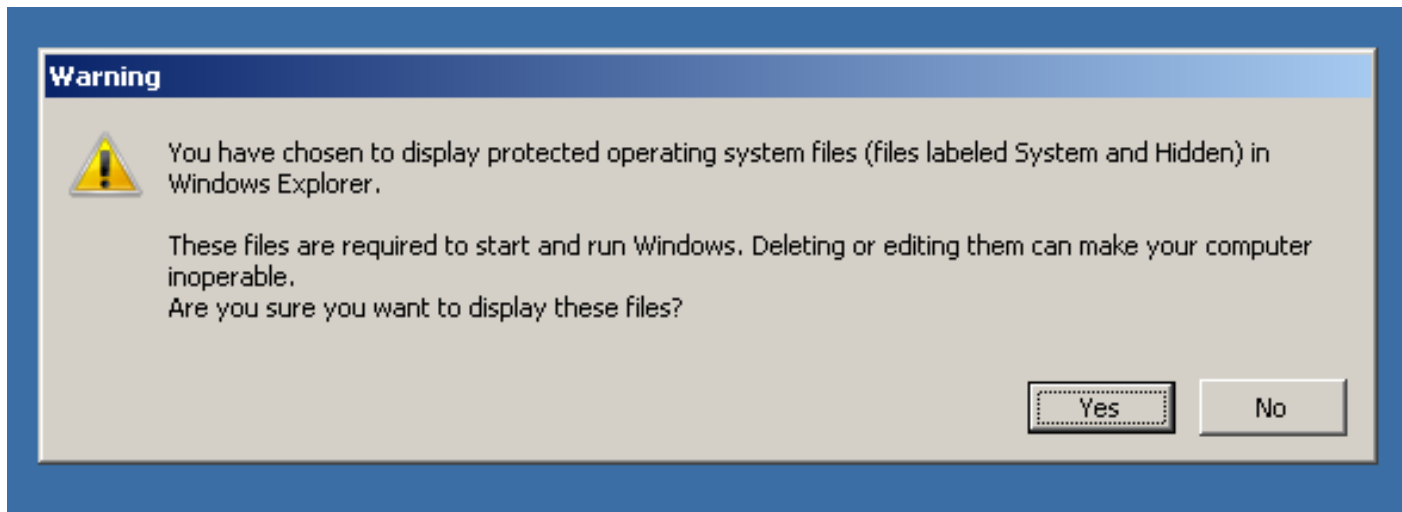 Warning
You have chosen to display protected operating system files (files labeled System and Hidden) in
Windows Explorer.
These files are required to start and run Windows. Deleting or editing them can make your computer
inoperable.
Are you sure you want to display these files?
Yes No